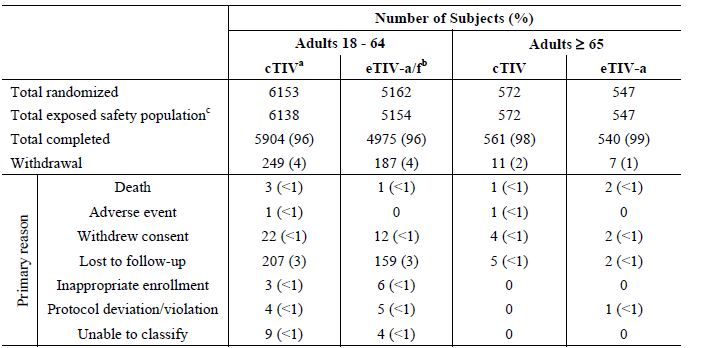 Number of Subjects (%)
Adults 18 - 64 Adults ≥ 65
cTIVa eTIV-a/fb cTIV eTIV-a
Total randomized 6153 5162 572 547
Total exposed safety populationc 6138 5154 572 547
Total completed 5904 (96) 4975 (96) 561 (98) 540 (99)
Withdrawal 249 (4) 187 (4) 11 (2) 7 (1)
Primary reason
Death 3 (<1) 1 (<1) 1 (<1) 2 (<1)
Adverse event 1 (<1) 0 1 (<1) 0
Withdrew consent 22 (<1) 12 (<1) 4 (<1) 2 (<1)
Lost to follow-up 207 (3) 159 (3) 5 (<1) 2 (<1)
Inappropriate enrollment 3 (<1) 6 (<1) 0 0
Protocol deviation/violation 4 (<1) 5 (<1) 0 1 (<1)
Unable to classify 9 (<1) 4 (<1) 0 0